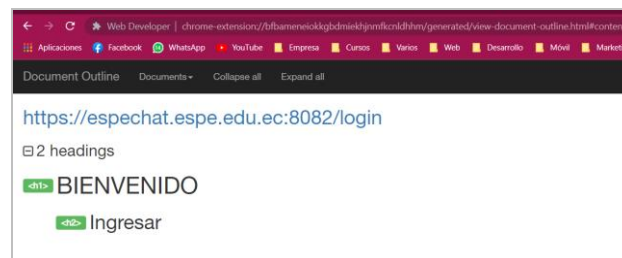 Web Developer | chrome-extension://bfbameneiokkgbdmiekhjnmfkcnldhhm/generated/view-document-outline.html#conten
Aplicaciones Facebook WhatsApp YouTube Empresa Cursos Varios Web Desarrollo Móvil Market
Document Outline Documents Collapse all Expand all
https://espechat.espe.edu.ec:8082/login
2 headings
<h1> BIENVENIDO
<h2> Ingresar